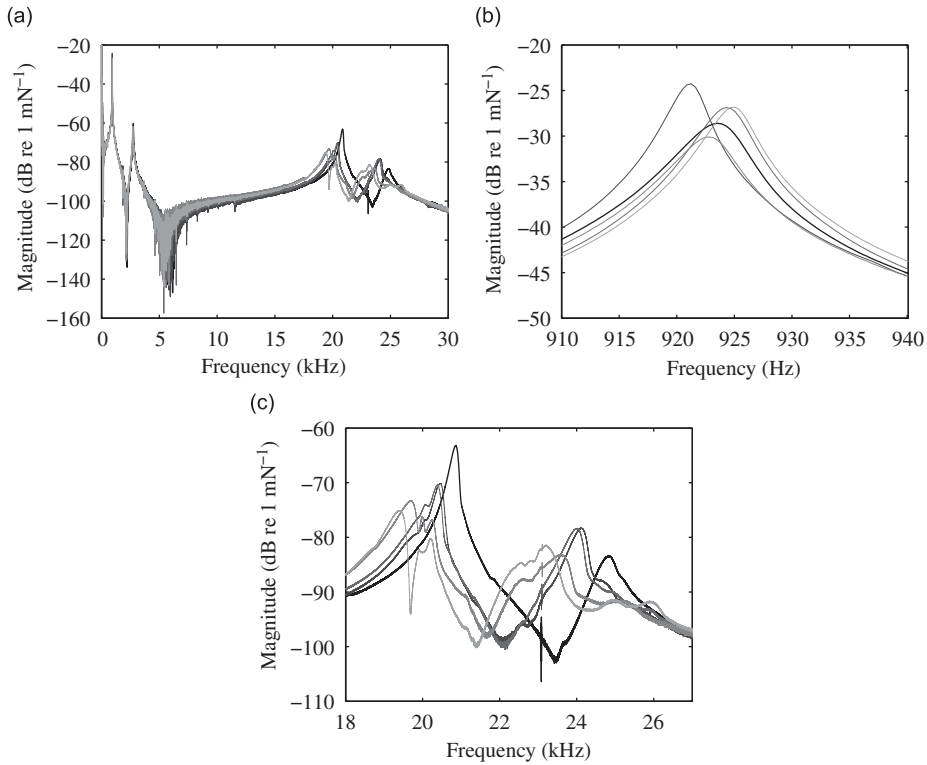 (a)
−20
−40
−60
−80
−100
−120
−140
−160
0 5 10 15 20 25 30
Magnitude (dB re 1 mN−1)
Frequency (kHz)
(b)
−20
−25
−30
−35
−40
−45
−50
910 915 920 925 930 935 940
Magnitude (dB re 1 mN−1)
Frequency (Hz)
(c)
−60
−70
−80
−90
−100
−110
18 20 22 24 26
Magnitude (dB re 1 mN−1)
Frequency (kHz)